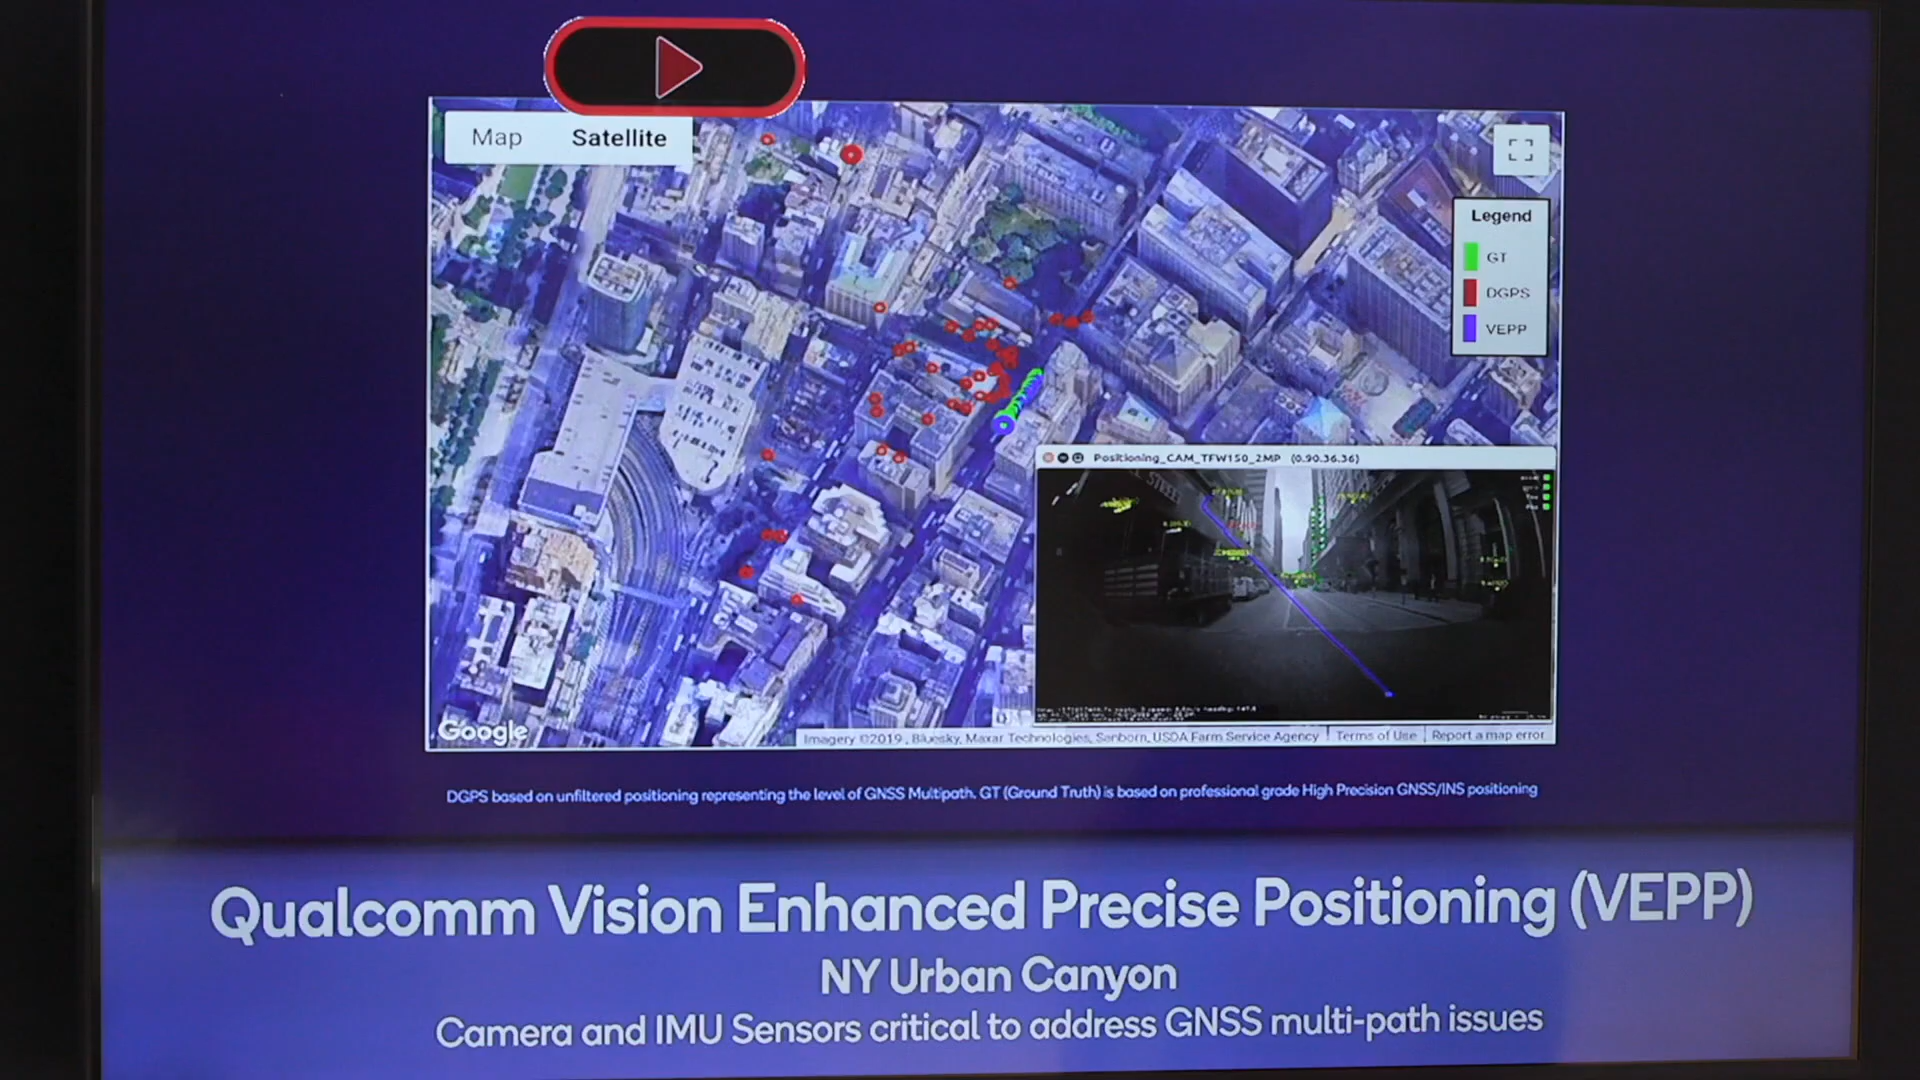 Map Satellite
Legend
GT
DGPS
VEPP
Positioning_CAM_TFW150_2MP (0.90.36.36)
STREET
Google
Imagery ©2019 , Bluesky, Maxar Technologies, Sanborn, USDA Farm Service Agency Terms of Use Report a map error
DGPS based on unfiltered positioning representing the level of GNSS Multipath. GT (Ground Truth) is based on professional grade High Precision GNSS/INS positioning
Qualcomm Vision Enhanced Precise Positioning (VEPP)
NY Urban Canyon
Camera and IMU Sensors critical to address GNSS multi-path issues